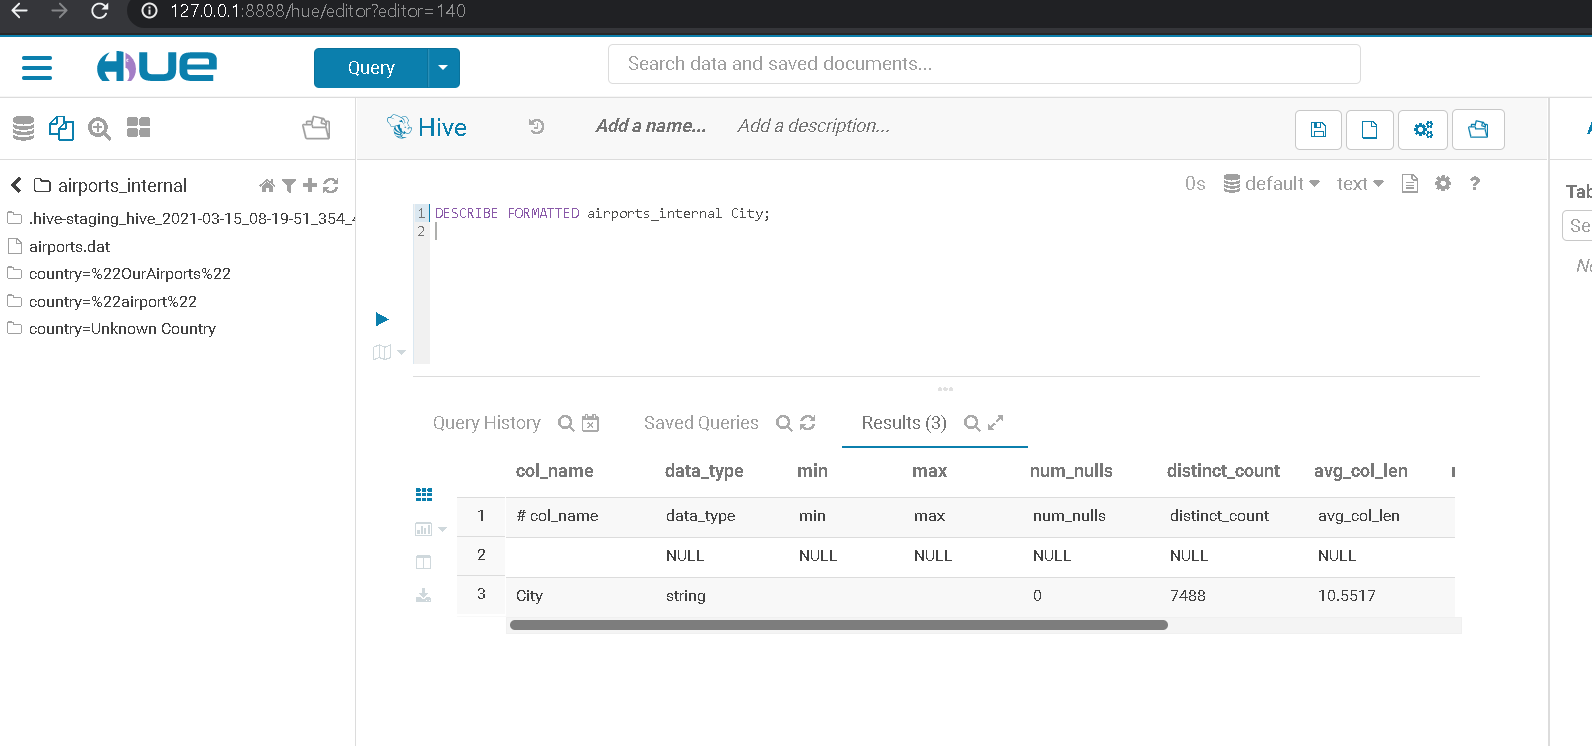 127.0.0.1:8888/hue/editor?editor=140
HUE
Query
Search data and saved documents...
Hive
Add a name...
Add a description...
airports_internal
0s
default
text
?
Tab
.hive-staging_hive_2021-03-15_08-19-51_354_4
1 DESCRIBE FORMATTED airports_internal City;
Se
2
airports.dat
country=%22OurAirports%22
country=%22airport%22
country=Unknown Country
Query History
Saved Queries
Results (3)
col_name data_type min max num_nulls distinct_count avg_col_len
1 # col_name data_type min max num_nulls distinct_count avg_col_len
2 NULL NULL NULL NULL NULL NULL
3 City string 0 7488 10.5517